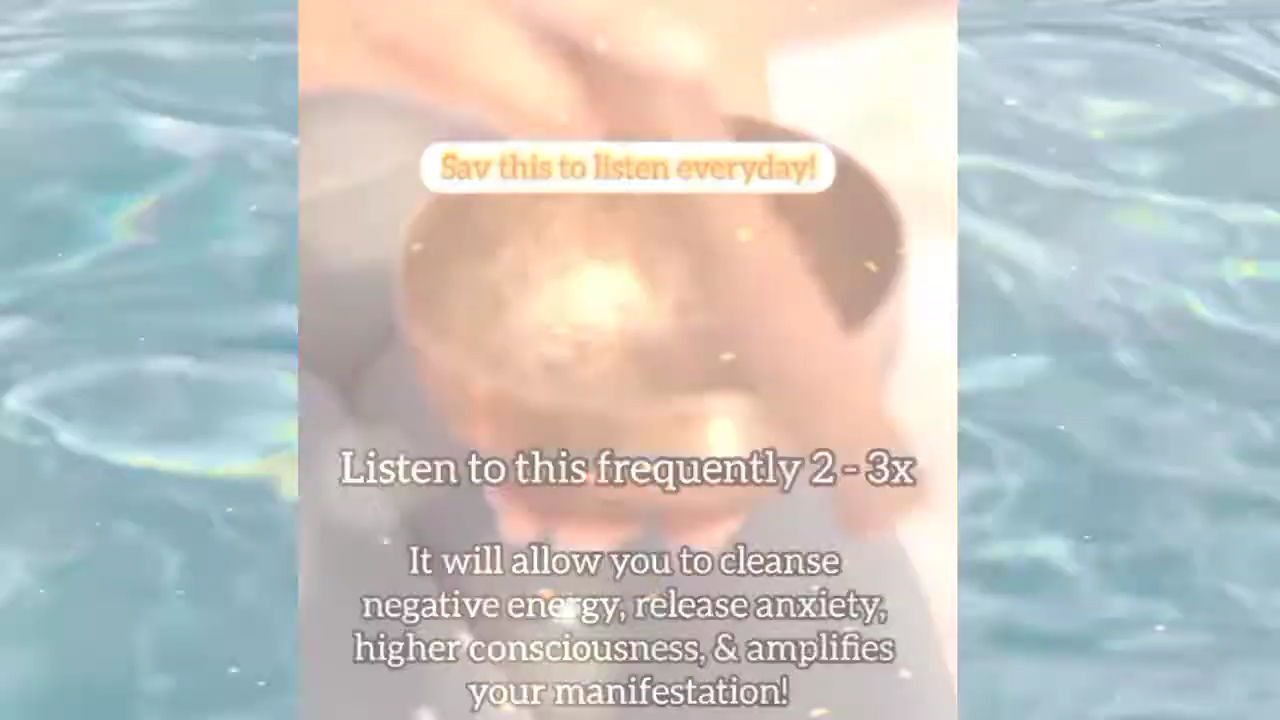 Sav this to listen everyday!
Listen to this frequently 2 - 3x
It will allow you to cleanse
negative energy, release anxiety,
higher consciousness, & amplifies
your manifestation!